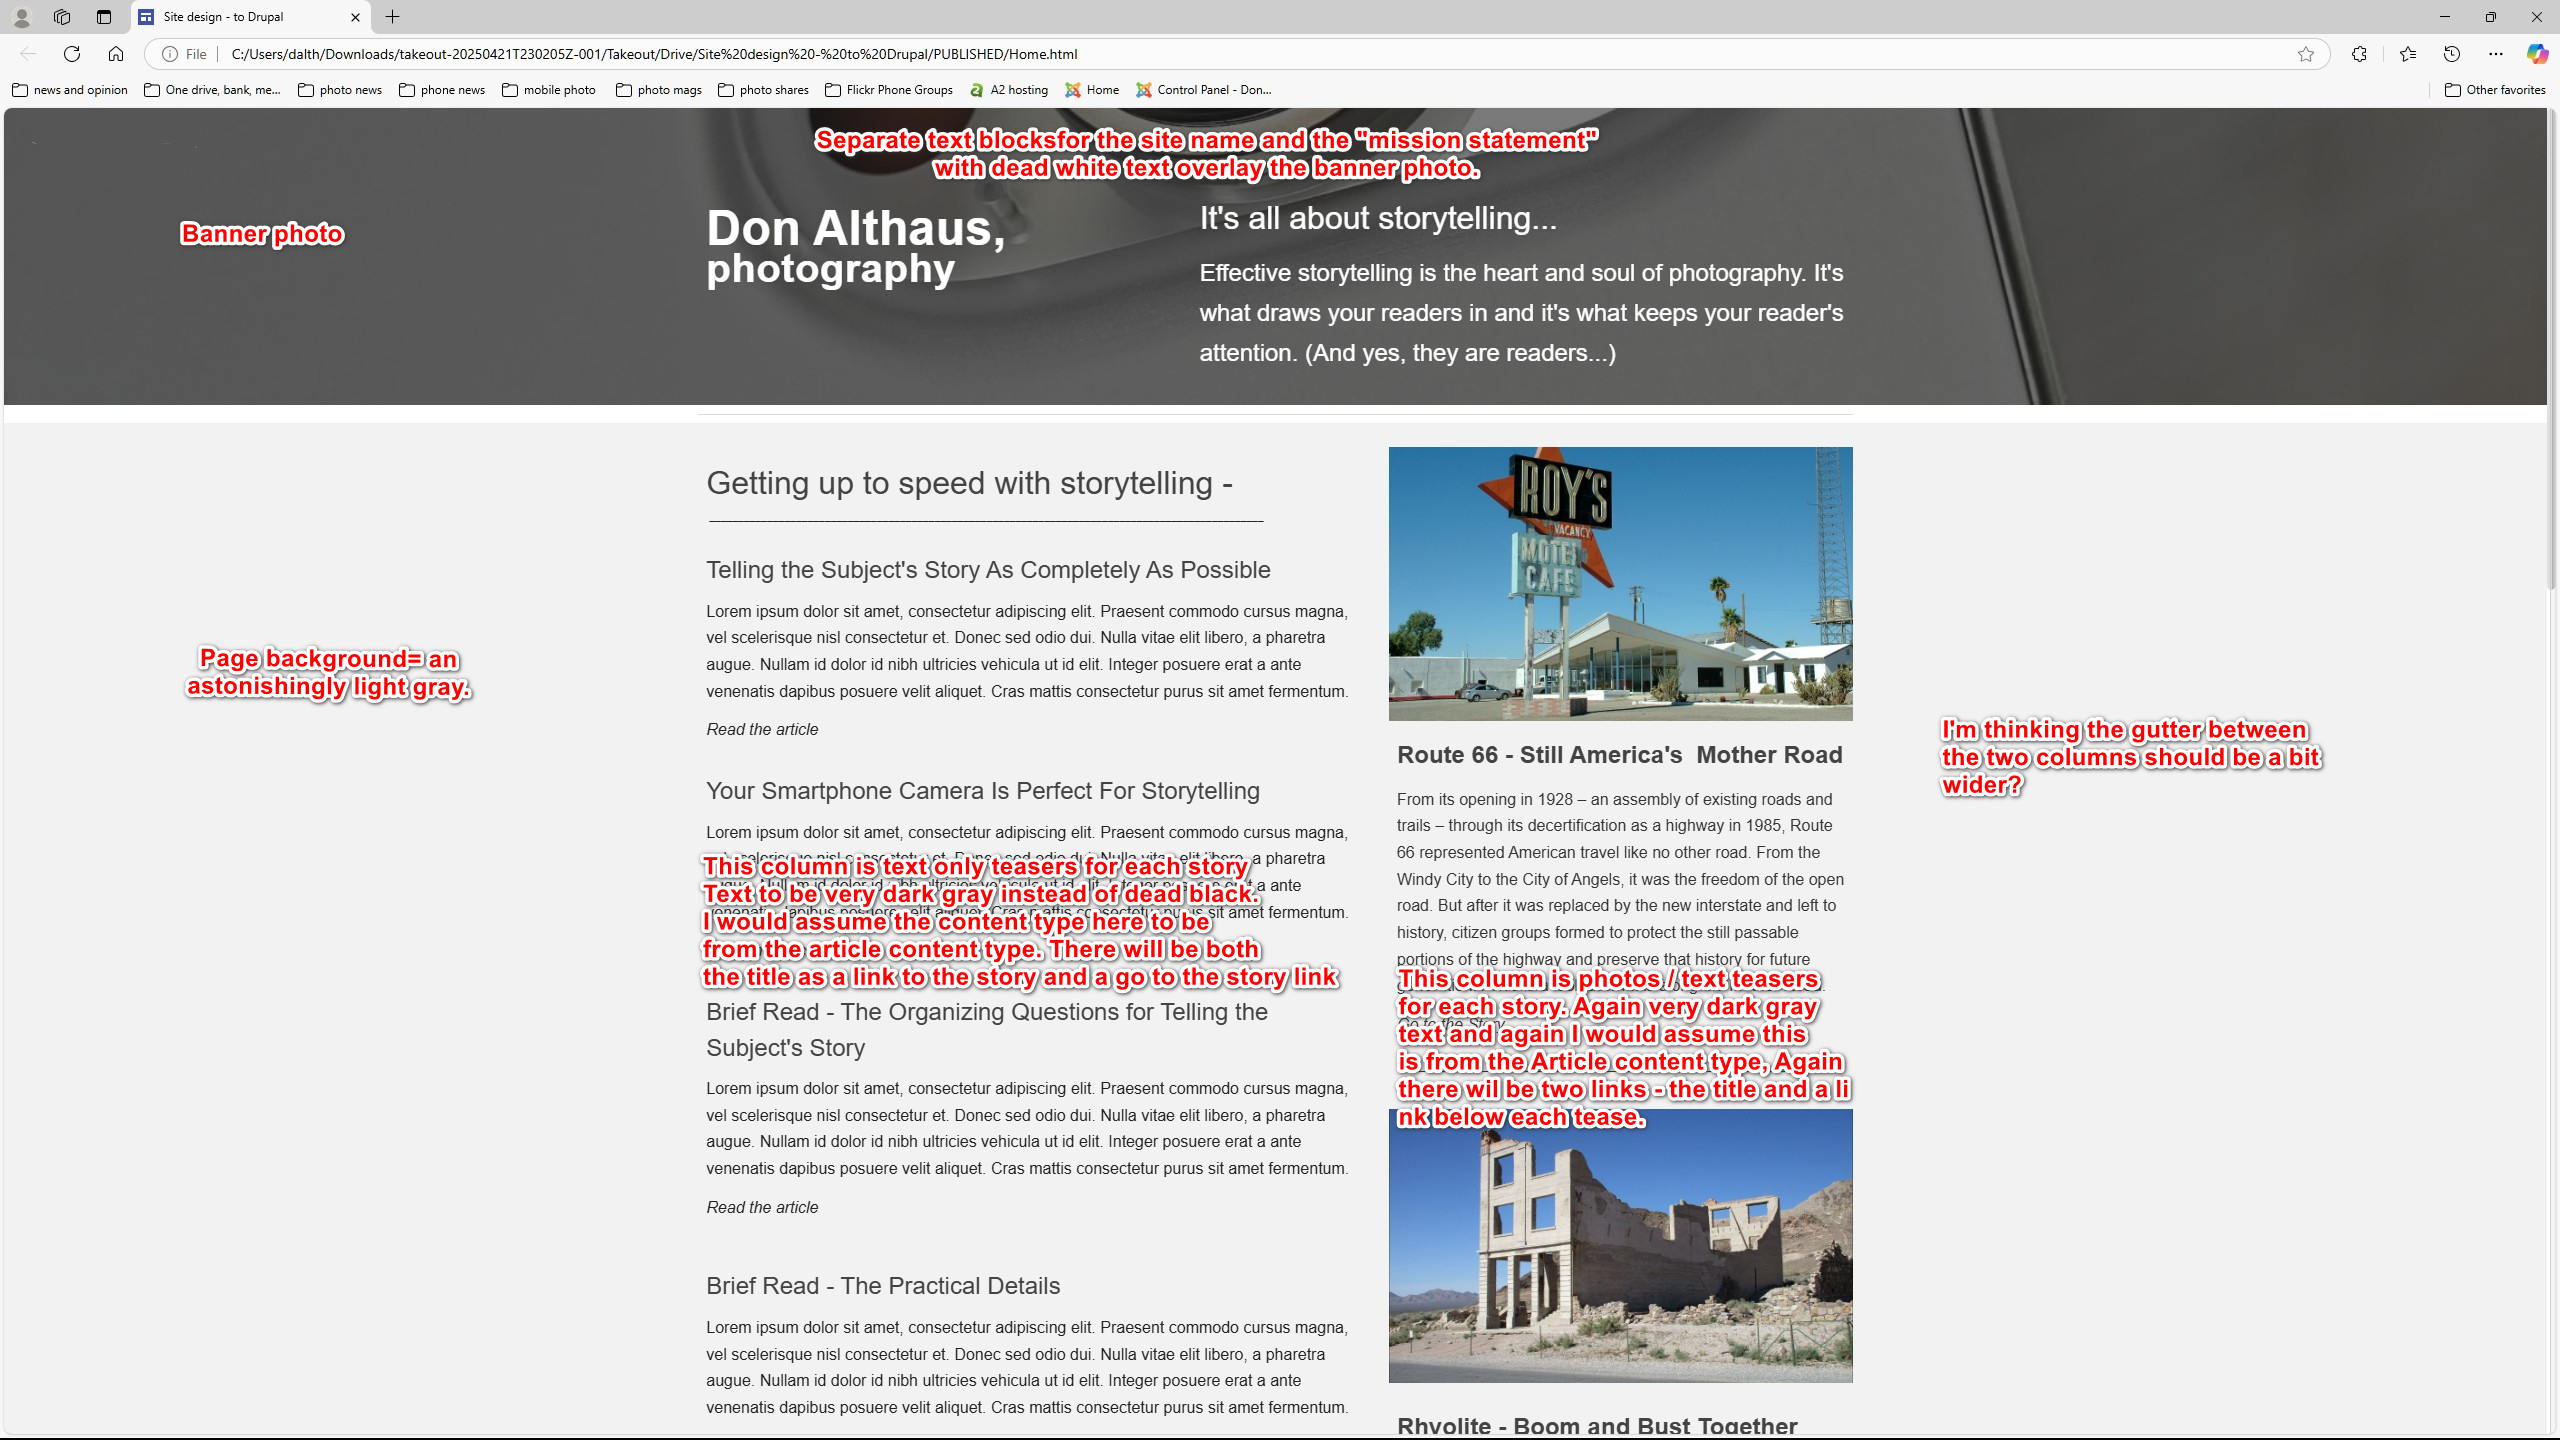 Site design - to Drupal
File
C:/Users/dalth/Downloads/takeout-20250421T230205Z-001/Takeout/Drive/Site%20design%20-%20to%20Drupal/PUBLISHED/Home.html
news and opinion
One drive, bank, me...
photo news
phone news
mobile photo
photo mags
photo shares
Flickr Phone Groups
A2 hosting
Home
Control Panel - Don...
Other favorites
Separate text blocksfor the site name and the "mission statement"
with dead white text overlay the banner photo.
Banner photo
Don Althaus,
photography
It's all about storytelling...
Effective storytelling is the heart and soul of photography. It's
what draws your readers in and it's what keeps your reader's
attention. (And yes, they are readers...)
Getting up to speed with storytelling -
Telling the Subject's Story As Completely As Possible
Lorem ipsum dolor sit amet, consectetur adipiscing elit. Praesent commodo cursus magna,
vel scelerisque nisl consectetur et. Donec sed odio dui. Nulla vitae elit libero, a pharetra
augue. Nullam id dolor id nibh ultricies vehicula ut id elit. Integer posuere erat a ante
venenatis dapibus posuere velit aliquet. Cras mattis consectetur purus sit amet fermentum.
Read the article
Page background= an
astonishingly light gray.
Your Smartphone Camera Is Perfect For Storytelling
Lorem ipsum dolor sit amet, consectetur adipiscing elit. Praesent commodo cursus magna,
a pharetra
a ante
sit amet fermentum.
This column is text only teasers for each story
Text to be very dark gray instead of dead black.
I would assume the content type here to be
from the article content type. There will be both
the title as a link to the story and a go to the story link
Brief Read - The Organizing Questions for Telling the
Subject's Story
Lorem ipsum dolor sit amet, consectetur adipiscing elit. Praesent commodo cursus magna,
vel scelerisque nisl consectetur et. Donec sed odio dui. Nulla vitae elit libero, a pharetra
augue. Nullam id dolor id nibh ultricies vehicula ut id elit. Integer posuere erat a ante
venenatis dapibus posuere velit aliquet. Cras mattis consectetur purus sit amet fermentum.
Read the article
Brief Read - The Practical Details
Lorem ipsum dolor sit amet, consectetur adipiscing elit. Praesent commodo cursus magna,
vel scelerisque nisl consectetur et. Donec sed odio dui. Nulla vitae elit libero, a pharetra
augue. Nullam id dolor id nibh ultricies vehicula ut id elit. Integer posuere erat a ante
venenatis dapibus posuere velit aliquet. Cras mattis consectetur purus sit amet fermentum.
ROY'S
VACANCY
MOTEL
CAFE
Route 66 - Still America's  Mother Road
From its opening in 1928 – an assembly of existing roads and
trails – through its decertification as a highway in 1985, Route
66 represented American travel like no other road. From the
Windy City to the City of Angels, it was the freedom of the open
road. But after it was replaced by the new interstate and left to
history, citizen groups formed to protect the still passable
portions of the highway and preserve that history for future
Go to the Story
This column is photos / text teasers
for each story. Again very dark gray
text and again I would assume this
is from the Article content type, Again
there wil be two links - the title and a li
nk below each tease.
Rhyolite - Boom and Bust Together
I'm thinking the gutter between
the two columns should be a bit
wider?